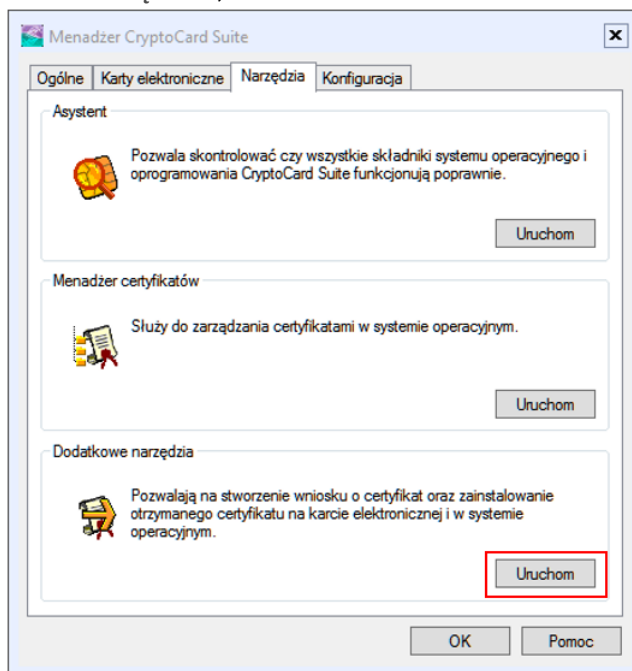 Menadżer CryptoCard Suite
Ogólne Karty elektroniczne Narzędzia Konfiguracja
Asystent
Pozwala skontrolować czy wszystkie składniki systemu operacyjnego i
oprogramowania CryptoCard Suite funkcjonują poprawnie.
Uruchom
Menadżer certyfikatów
Służy do zarządzania certyfikatami w systemie operacyjnym.
Uruchom
Dodatkowe narzędzia
Pozwalają na stworzenie wniosku o certyfikat oraz zainstalowanie
otrzymanego certyfikatu na karcie elektronicznej i w systemie
operacyjnym.
Uruchom
OK Pomoc